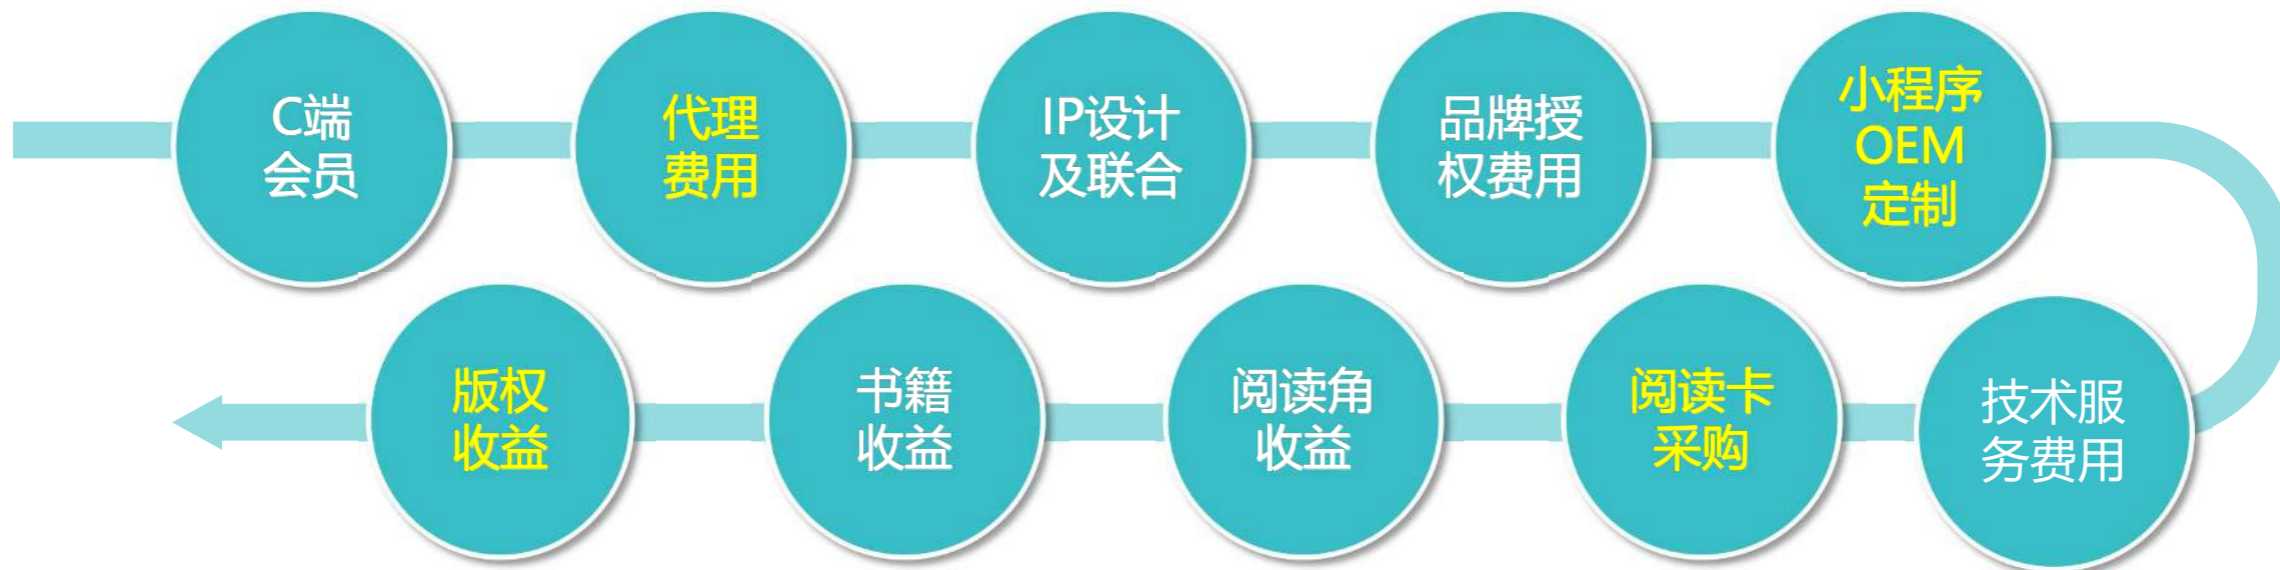 C端
会员
代理
费用
IP设计
及联合
品牌授
权费用
小程序
OEM
定制
技术服
务费用
阅读卡
采购
阅读角
收益
书籍
收益
版权
收益